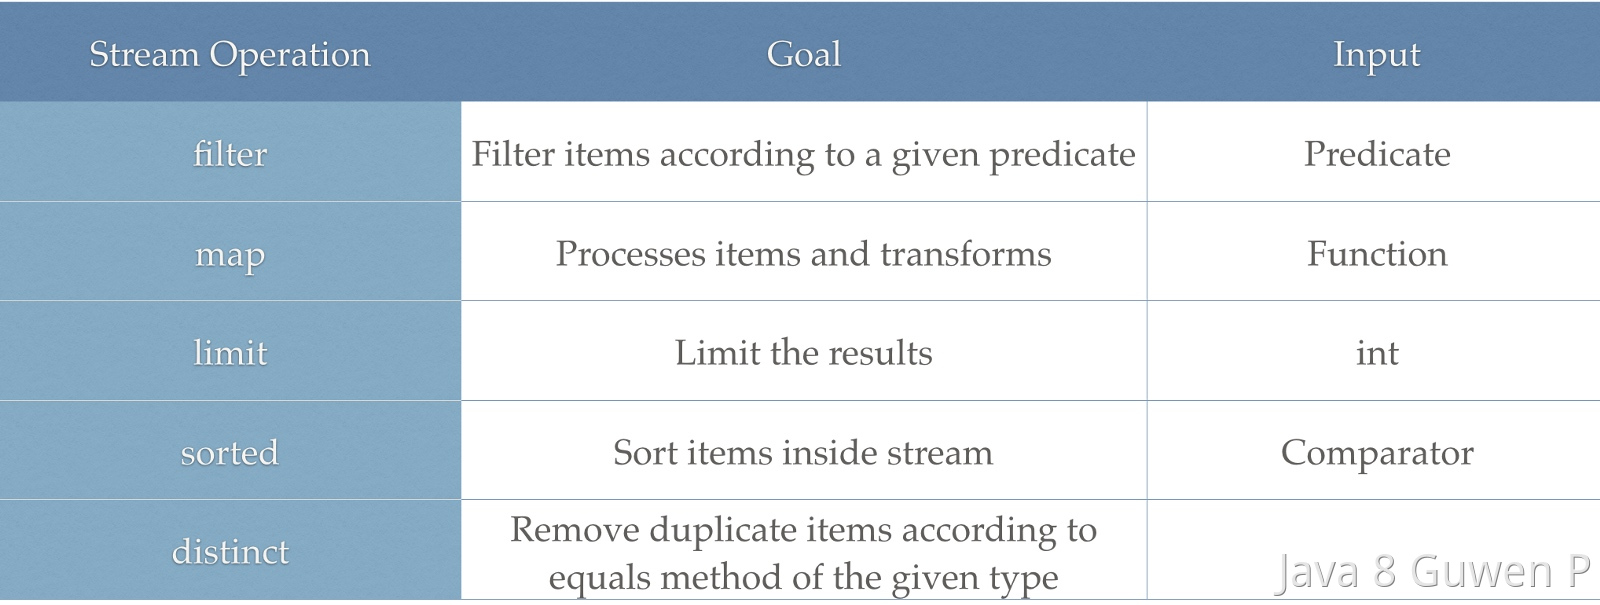 Stream Operation Goal Input
filter Filter items according to a given predicate Predicate
map Processes items and transforms Function
limit Limit the results int
sorted Sort items inside stream Comparator
distinct Remove duplicate items according to
equals method of the given type
Java 8 Guwen P